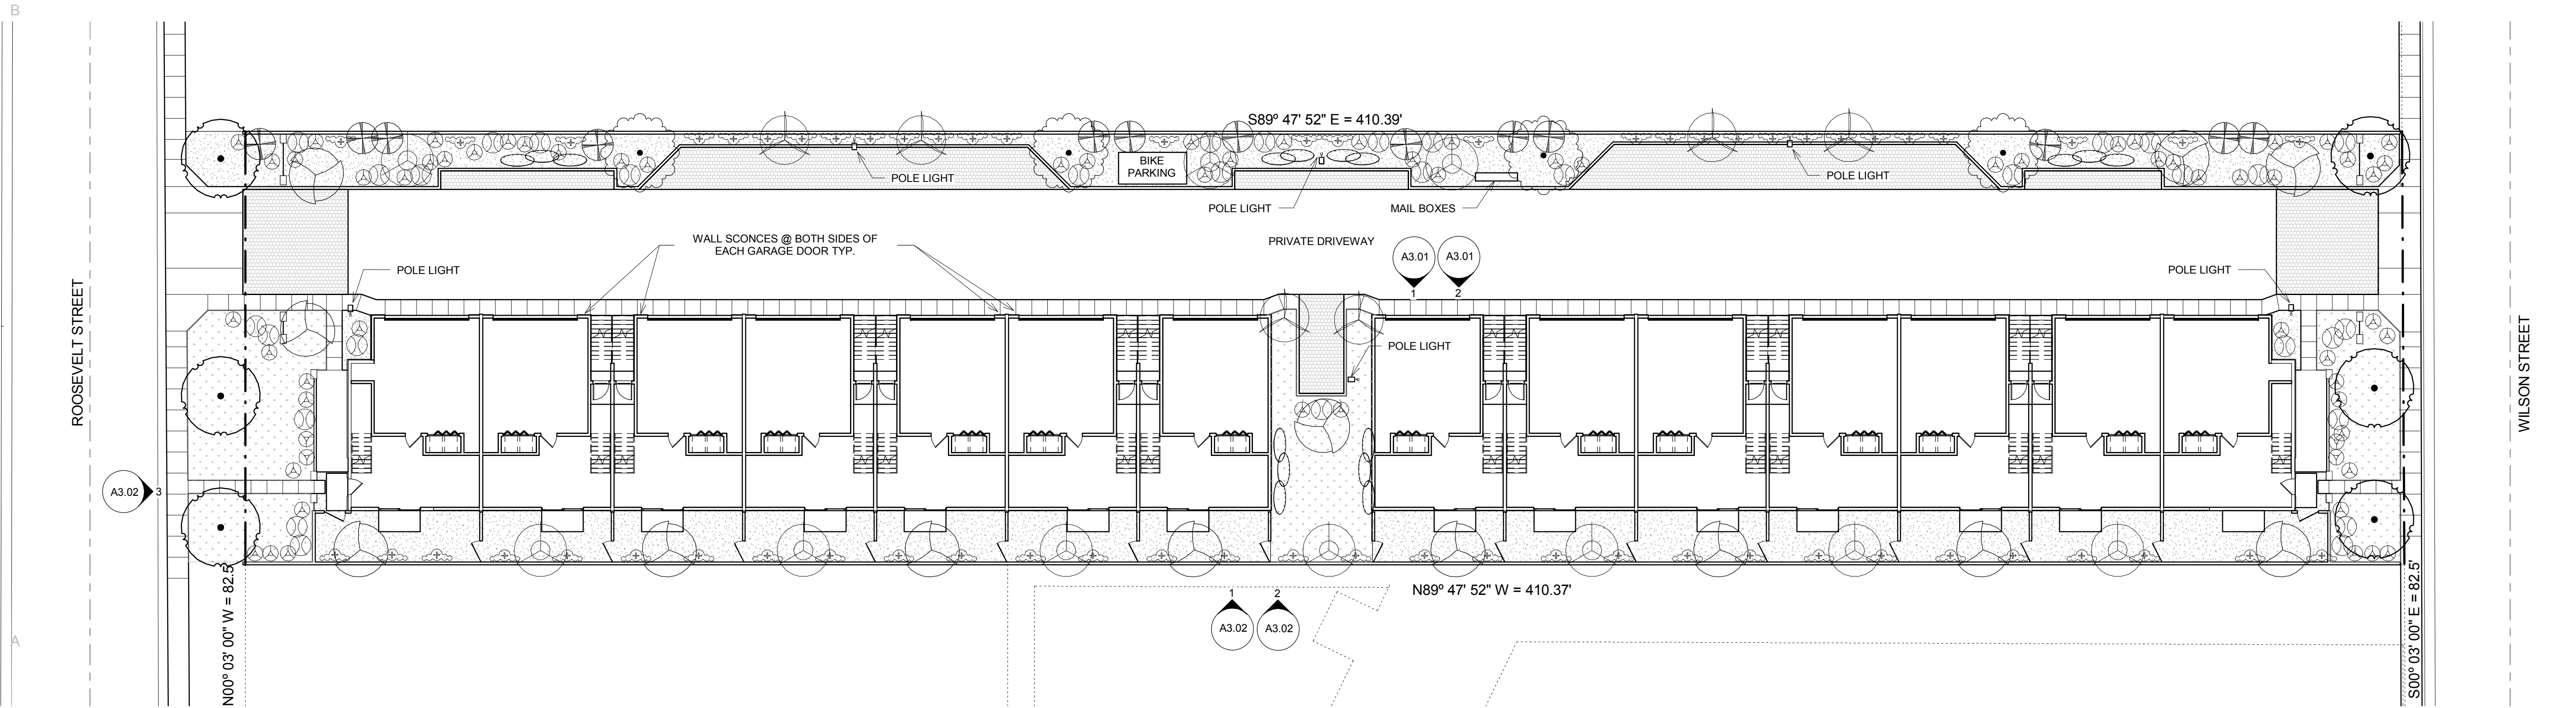 B
S89º 47' 52" E = 410.39'
BIKE
PARKING
POLE LIGHT
POLE LIGHT
POLE LIGHT
MAIL BOXES
WALL SCONCES @ BOTH SIDES OF
EACH GARAGE DOOR TYP.
PRIVATE DRIVEWAY
A3.01
1
A3.01
2
POLE LIGHT
POLE LIGHT
ROOSEVELT STREET
WILSON STREET
POLE LIGHT
A3.02
3
N00º 03' 00" W = 82.5'
S00º 03' 00" E = 82.5'
N89º 47' 52" W = 410.37'
1
A3.02
2
A3.02
A